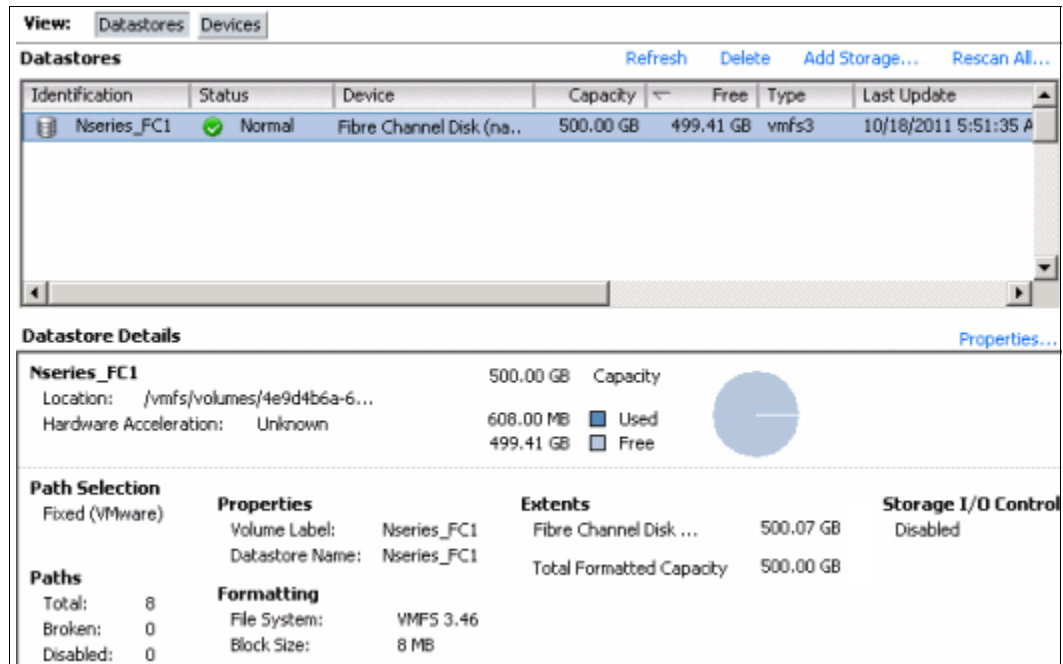 View: Datastores Devices
Datastores Refresh Delete Add Storage... Rescan All...
Identification Status Device Capacity Free Type Last Update
Nseries_FC1 Normal Fibre Channel Disk (na.. 500.00 GB 499.41 GB vmfs3 10/18/2011 5:51:35 A
Datastore Details Properties...
Nseries_FC1 500.00 GB Capacity
Location: /vmfs/volumes/4e9d4b6a-6...
Hardware Acceleration: Unknown
608.00 MB Used
499.41 GB Free
Path Selection
Fixed (VMware)
Paths
Total: 8
Broken: 0
Disabled: 0
Properties
Volume Label: Nseries_FC1
Datastore Name: Nseries_FC1
Formatting
File System: VMFS 3.46
Block Size: 8 MB
Extents
Fibre Channel Disk ... 500.07 GB
Total Formatted Capacity 500.00 GB
Storage I/O Control
Disabled